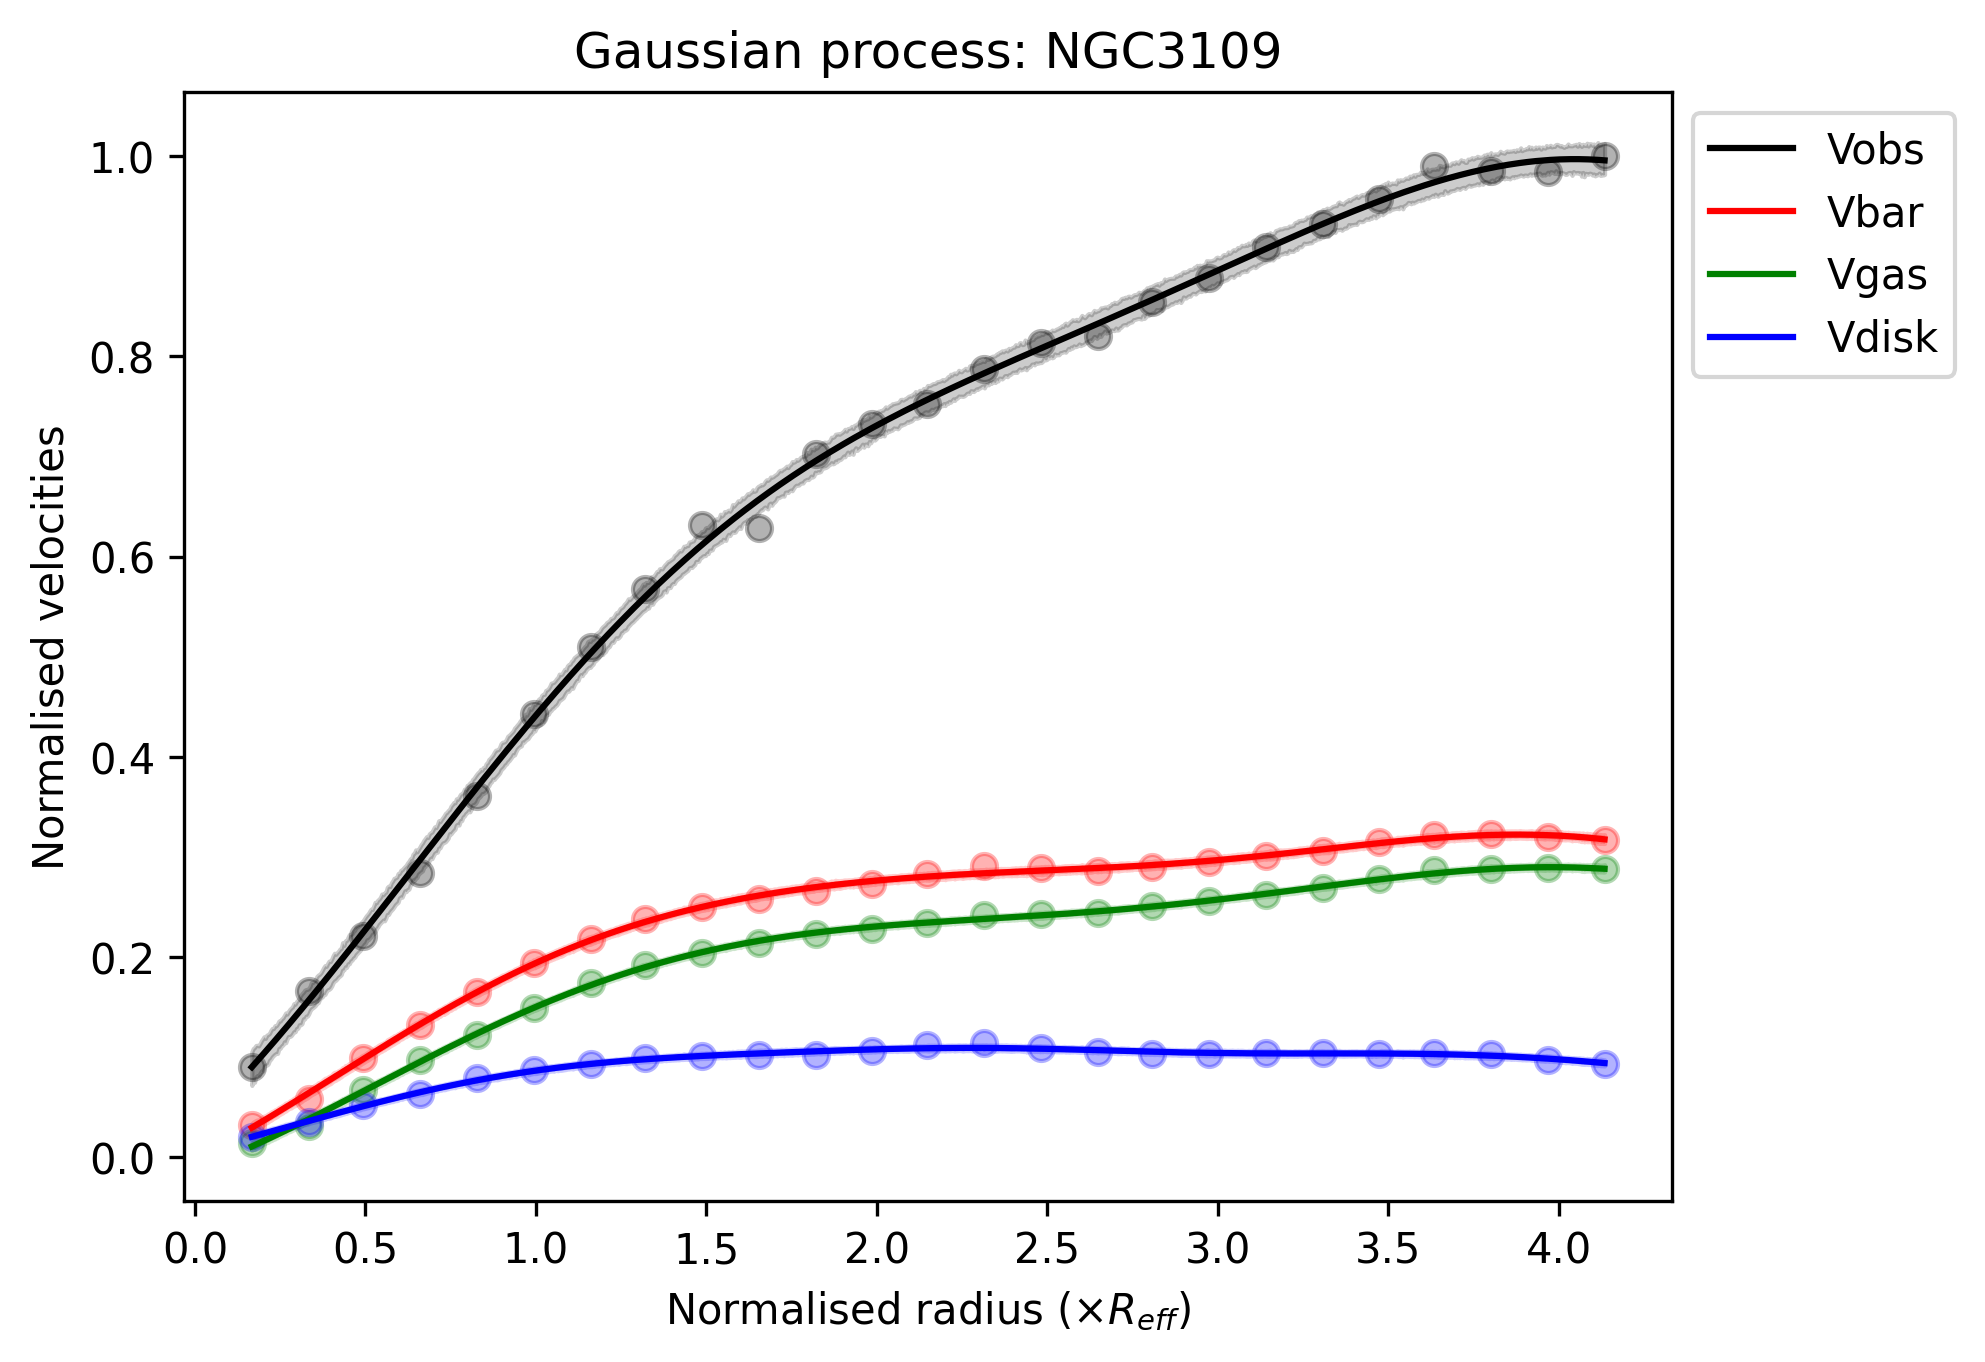 Gaussian process: NGC3109
Vobs
Vbar
Vgas
Vdisk
Normalised velocities
1.0
0.8
0.6
0.4
0.2
0.0
0.0 0.5 1.0 1.5 2.0 2.5 3.0 3.5 4.0
Normalised radius (×R_eff)